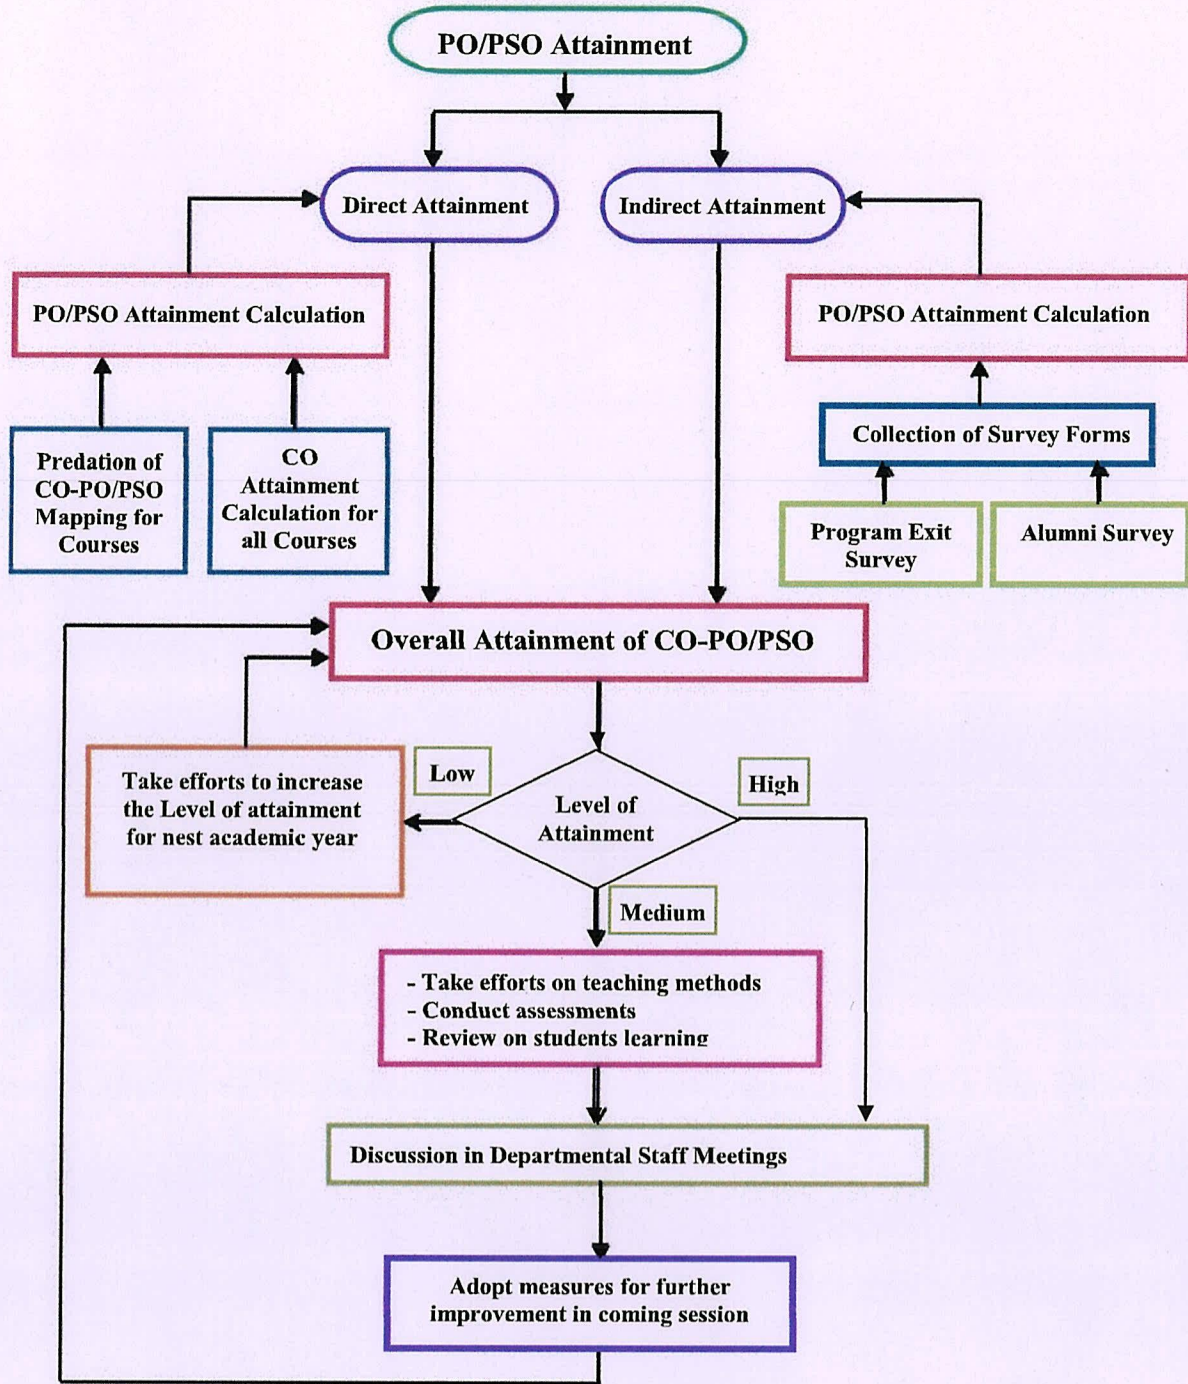 PO/PSO Attainment
Direct Attainment
Indirect Attainment
PO/PSO Attainment Calculation
PO/PSO Attainment Calculation
Predation of
CO-PO/PSO
Mapping for
Courses
CO
Attainment
Calculation for
all Courses
Collection of Survey Forms
Program Exit
Survey
Alumni Survey
Overall Attainment of CO-PO/PSO
Take efforts to increase
the Level of attainment
for nest academic year
Low
Level of
Attainment
High
Medium
- Take efforts on teaching methods
- Conduct assessments
- Review on students learning
Discussion in Departmental Staff Meetings
Adopt measures for further
improvement in coming session